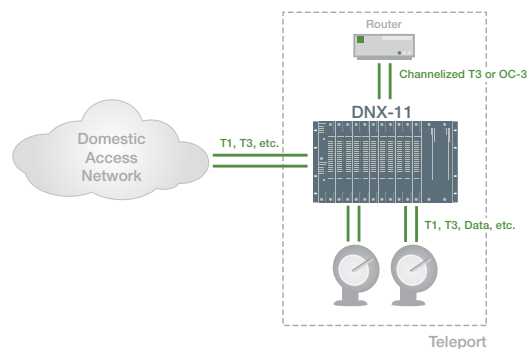 Router
Channelized T3 or OC-3
DNX-11
Domestic
Access
Network
T1, T3, etc.
T1, T3, Data, etc.
Teleport